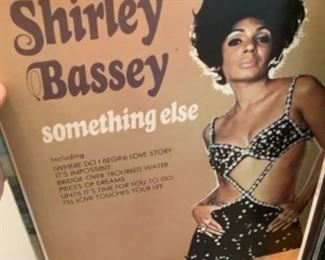 Shirley
Bassey
something else
Including
(WHERE DO I BEGIN) LOVE STORY
IT'S IMPOSSIBLE
BRIDGE OVER TROUBLED WATER
PIECES OF DREAMS
UNTIL IT'S TIME FOR YOU TO GO
TILL LOVE TOUCHES YOUR LIFE